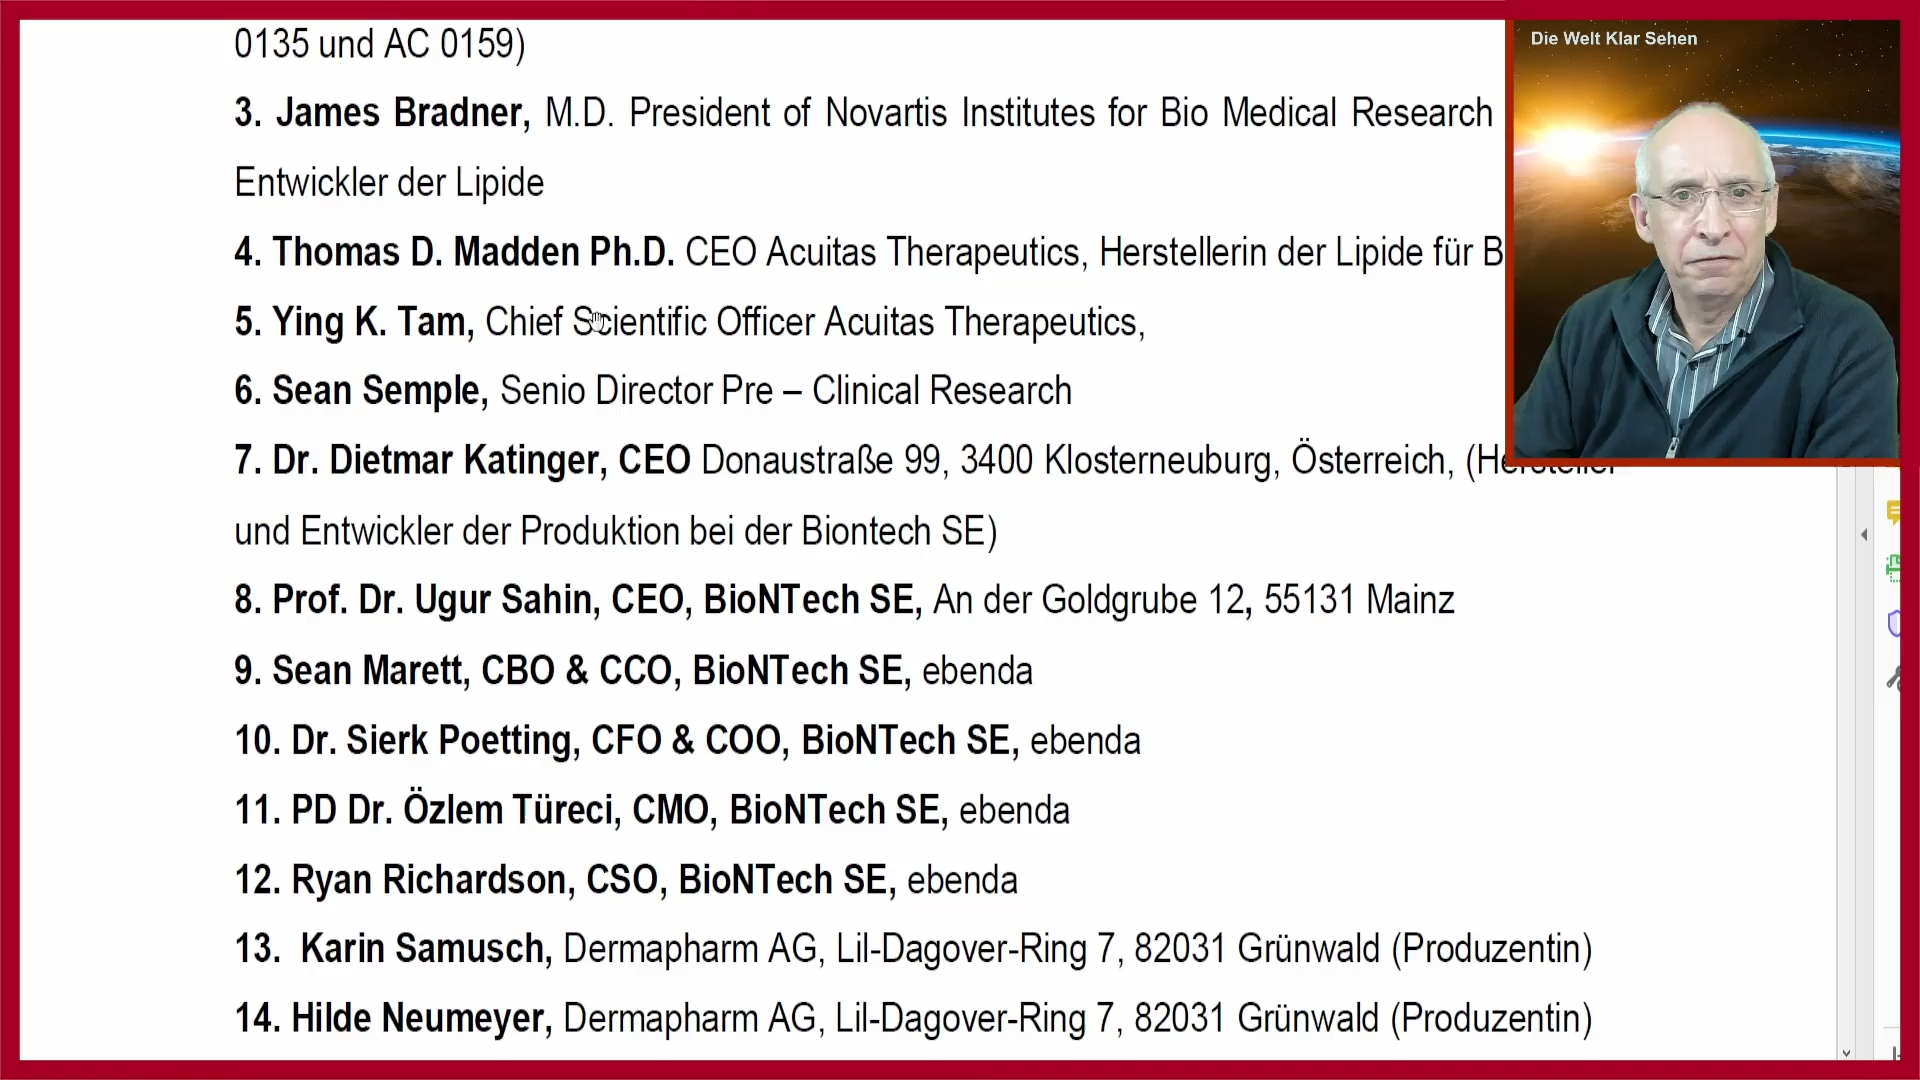 0135 und AC 0159)
Die Welt Klar Sehen
3. James Bradner, M.D. President of Novartis Institutes for Bio Medical Research
Entwickler der Lipide
4. Thomas D. Madden Ph.D. CEO Acuitas Therapeutics, Herstellerin der Lipide für B
5. Ying K. Tam, Chief Scientific Officer Acuitas Therapeutics,
6. Sean Semple, Senio Director Pre – Clinical Research
7. Dr. Dietmar Katinger, CEO Donaustraße 99, 3400 Klosterneuburg, Österreich, (Hersteller
und Entwickler der Produktion bei der Biontech SE)
8. Prof. Dr. Ugur Sahin, CEO, BioNTech SE, An der Goldgrube 12, 55131 Mainz
9. Sean Marett, CBO & CCO, BioNTech SE, ebenda
10. Dr. Sierk Poetting, CFO & COO, BioNTech SE, ebenda
11. PD Dr. Özlem Türeci, CMO, BioNTech SE, ebenda
12. Ryan Richardson, CSO, BioNTech SE, ebenda
13. Karin Samusch, Dermapharm AG, Lil-Dagover-Ring 7, 82031 Grünwald (Produzentin)
14. Hilde Neumeyer, Dermapharm AG, Lil-Dagover-Ring 7, 82031 Grünwald (Produzentin)